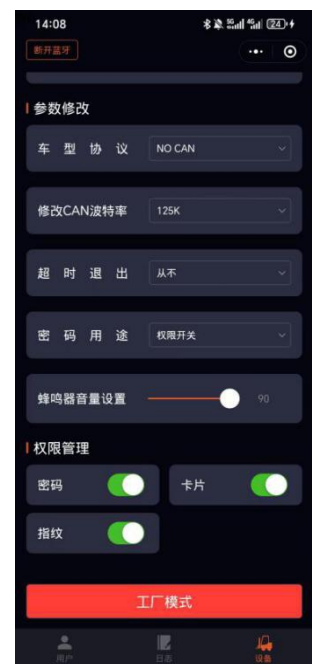 14:08
5G 4G 24
断开蓝牙
参数修改
车型协议 NO CAN
修改CAN波特率 125K
超时退出 从不
密码用途 权限开关
蜂鸣器音量设置 90
权限管理
密码 卡片
指纹
工厂模式
用户 日志 设备